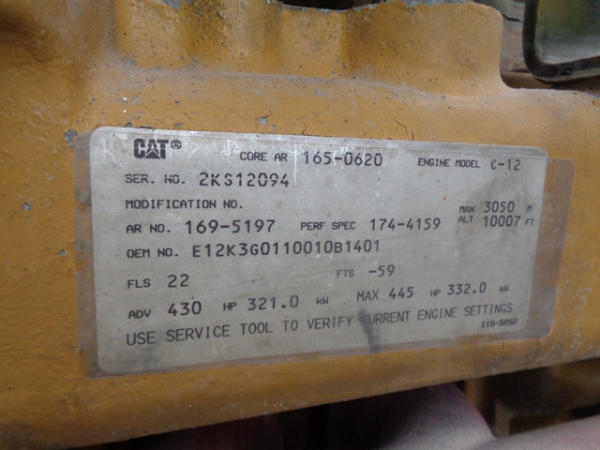 CAT® CORE AR 165-0620 ENGINE MODEL C-12
SER. NO. 2KS12094
MODIFICATION NO.
AR NO. 169-5197 PERF SPEC 174-4159 MAX ALT 3050 M 10007 FT
OEM NO. E12K3G0110010B1401
FLS 22 FTS -59
ADV 430 HP 321.0 kW MAX 445 HP 332.0 kW
USE SERVICE TOOL TO VERIFY CURRENT ENGINE SETTINGS
115-5852